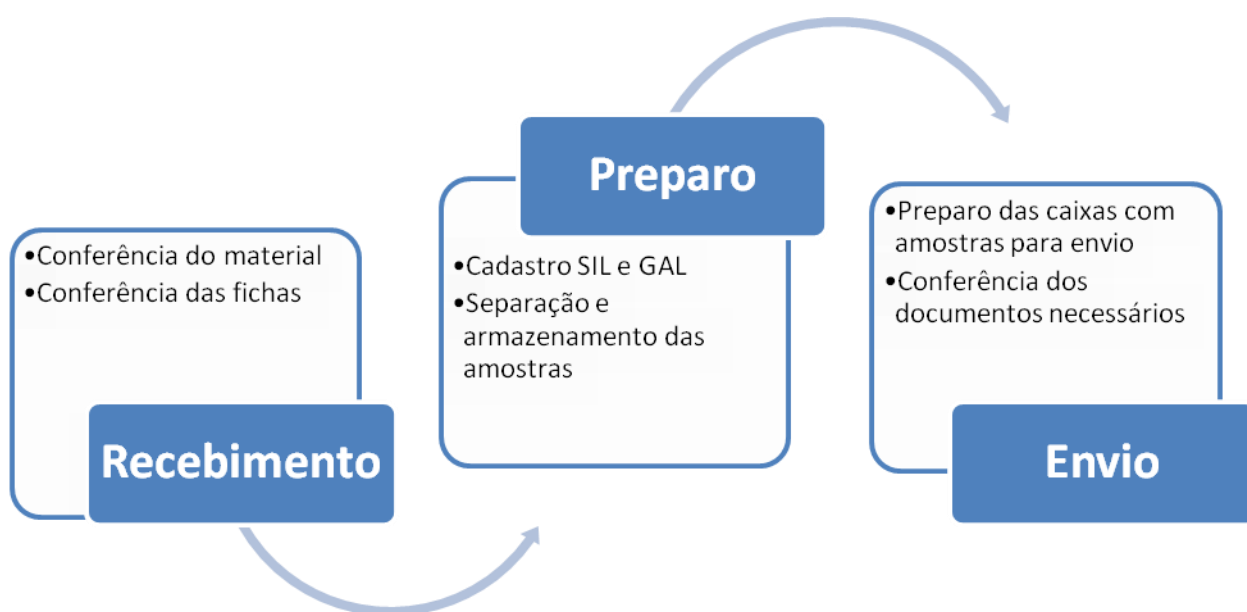 •Conferência do material
•Conferência das fichas
Recebimento
Preparo
•Cadastro SIL e GAL
•Separação e
armazenamento das
amostras
•Preparo das caixas com
amostras para envio
•Conferência dos
documentos necessários
Envio